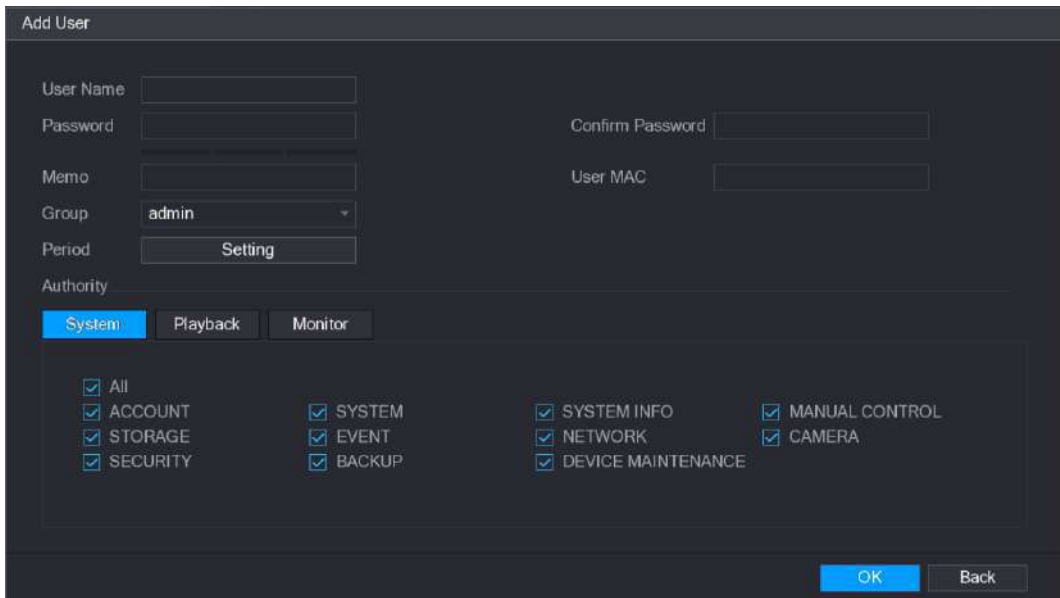 Add User
User Name
Password Confirm Password
Memo User MAC
Group admin
Period Setting
Authority
System Playback Monitor
All
ACCOUNT SYSTEM SYSTEM INFO MANUAL CONTROL
STORAGE EVENT NETWORK CAMERA
SECURITY BACKUP DEVICE MAINTENANCE
OK Back